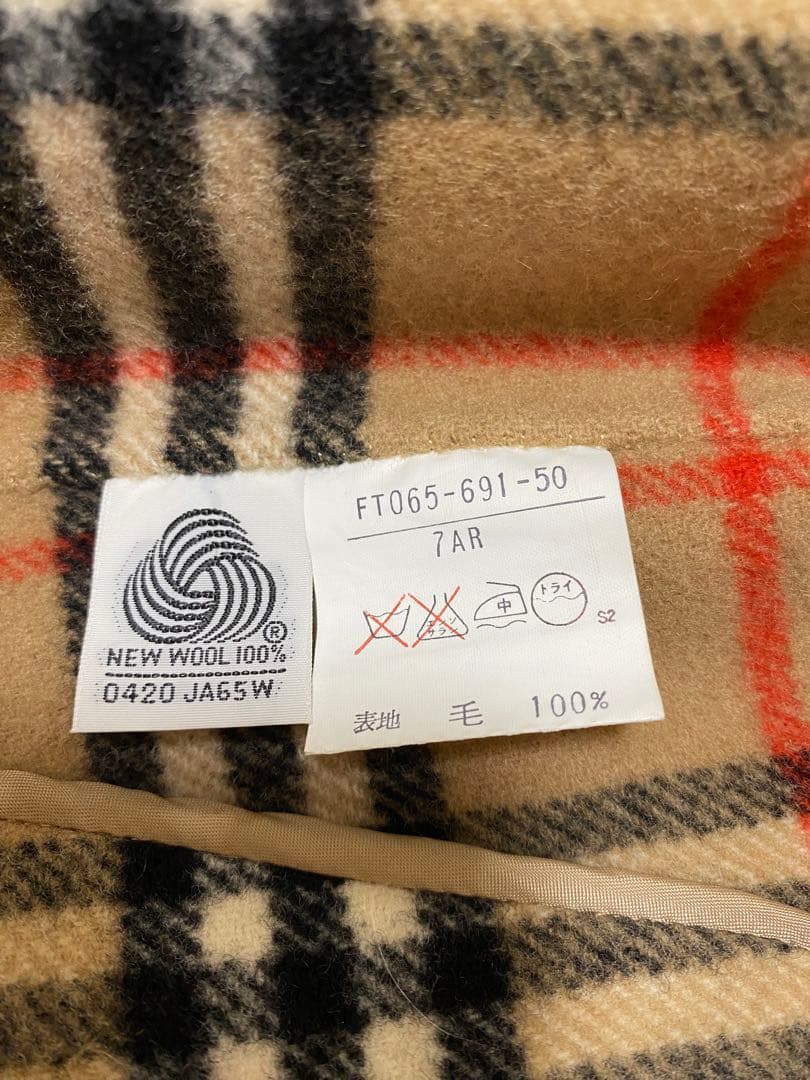 ®
NEW WOOL 100%
0420 JA65W
FT065-691-50
7AR
エンソ
サラシ
中
ドライ
S2
表地 毛 100%